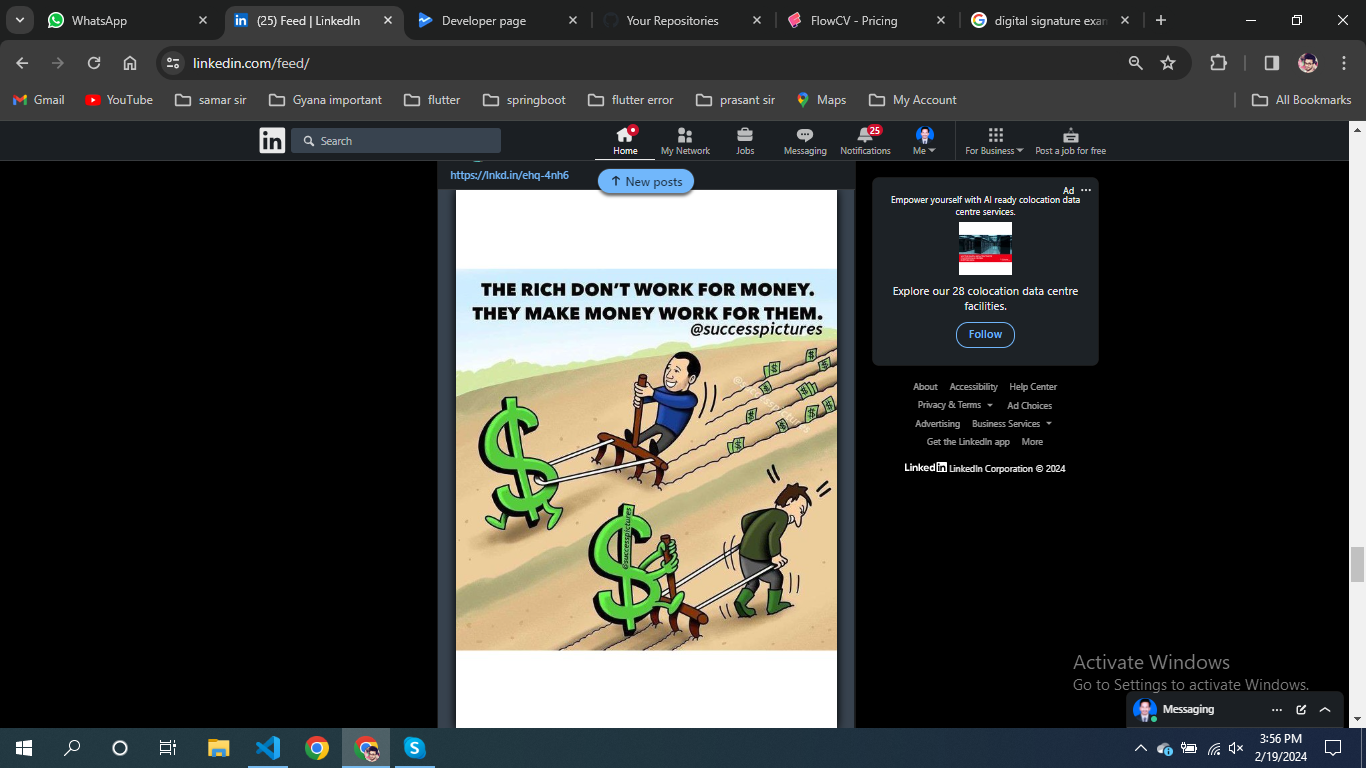 WhatsApp
(25) Feed | LinkedIn
Developer page
Your Repositories
FlowCV - Pricing
digital signature exam
linkedin.com/feed/
Gmail
YouTube
samar sir
Gyana important
flutter
springboot
flutter error
prasant sir
Maps
My Account
All Bookmarks
in
Search
Home
My Network
Jobs
Messaging
25
Notifications
Me
For Business
Post a job for free
https://lnkd.in/ehq-4nh6
New posts
THE RICH DON'T WORK FOR MONEY.
THEY MAKE MONEY WORK FOR THEM.
@successpictures
@successpictures
@successpictures
Ad
Empower yourself with AI ready colocation data
centre services.
Explore our 28 colocation data centre
facilities.
Follow
About Accessibility Help Center
Privacy & Terms Ad Choices
Advertising Business Services
Get the LinkedIn app More
LinkedIn LinkedIn Corporation © 2024
Activate Windows
Go to Settings to activate Windows.
Messaging
3:56 PM
2/19/2024